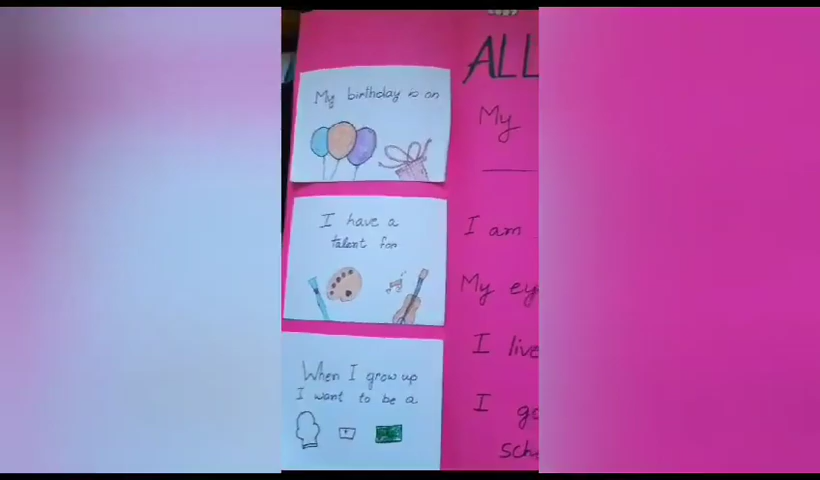 My birthday is on
I have a
talent for
When I grow up
I want to be a
ALL
My
I am
My ey
I live
I go
sch